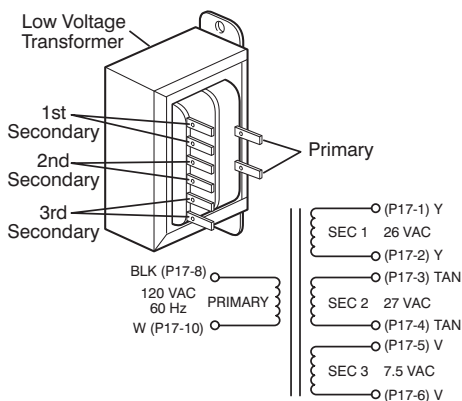 Low Voltage
Transformer
1st
Secondary
2nd
Secondary
3rd
Secondary
Primary
BLK (P17-8)
120 VAC
60 Hz
PRIMARY
W (P17-10)
(P17-1) Y
SEC 1 26 VAC
(P17-2) Y
(P17-3) TAN
SEC 2 27 VAC
(P17-4) TAN
(P17-5) V
SEC 3 7.5 VAC
(P17-6) V